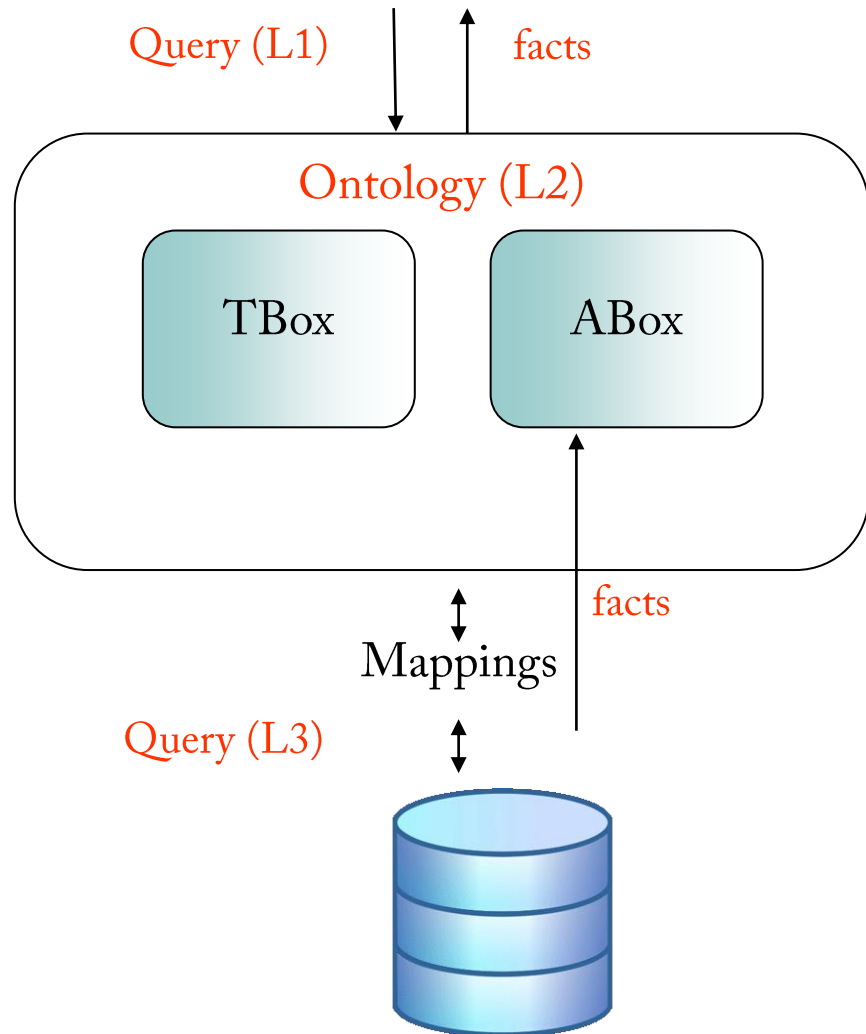 Query (L1)
facts
Ontology (L2)
TBox
ABox
facts
Mappings
Query (L3)